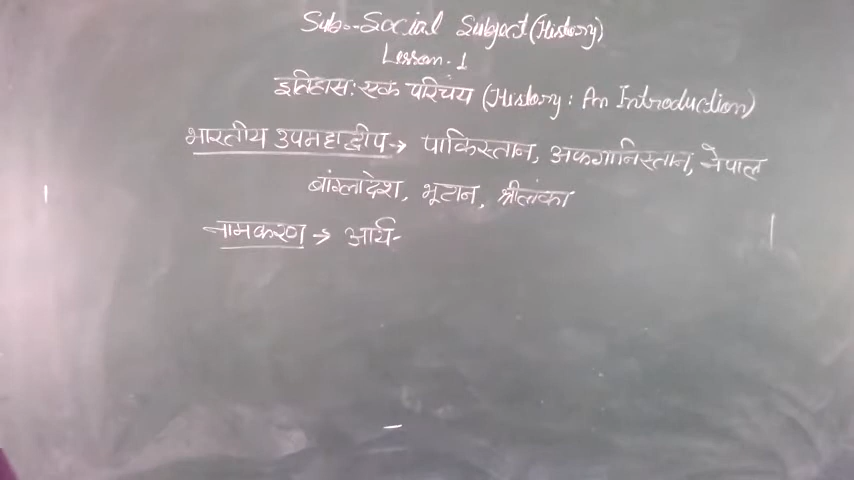 Sub:-Social Subject (History)
Lesson-1
इतिहास: एक परिचय (History: An Introduction)
भारतीय उपमहाद्वीप→ पाकिस्तान, अफगानिस्तान, नेपाल
बांग्लादेश, भूटान, श्रीलंका
नामकरण → आर्य-